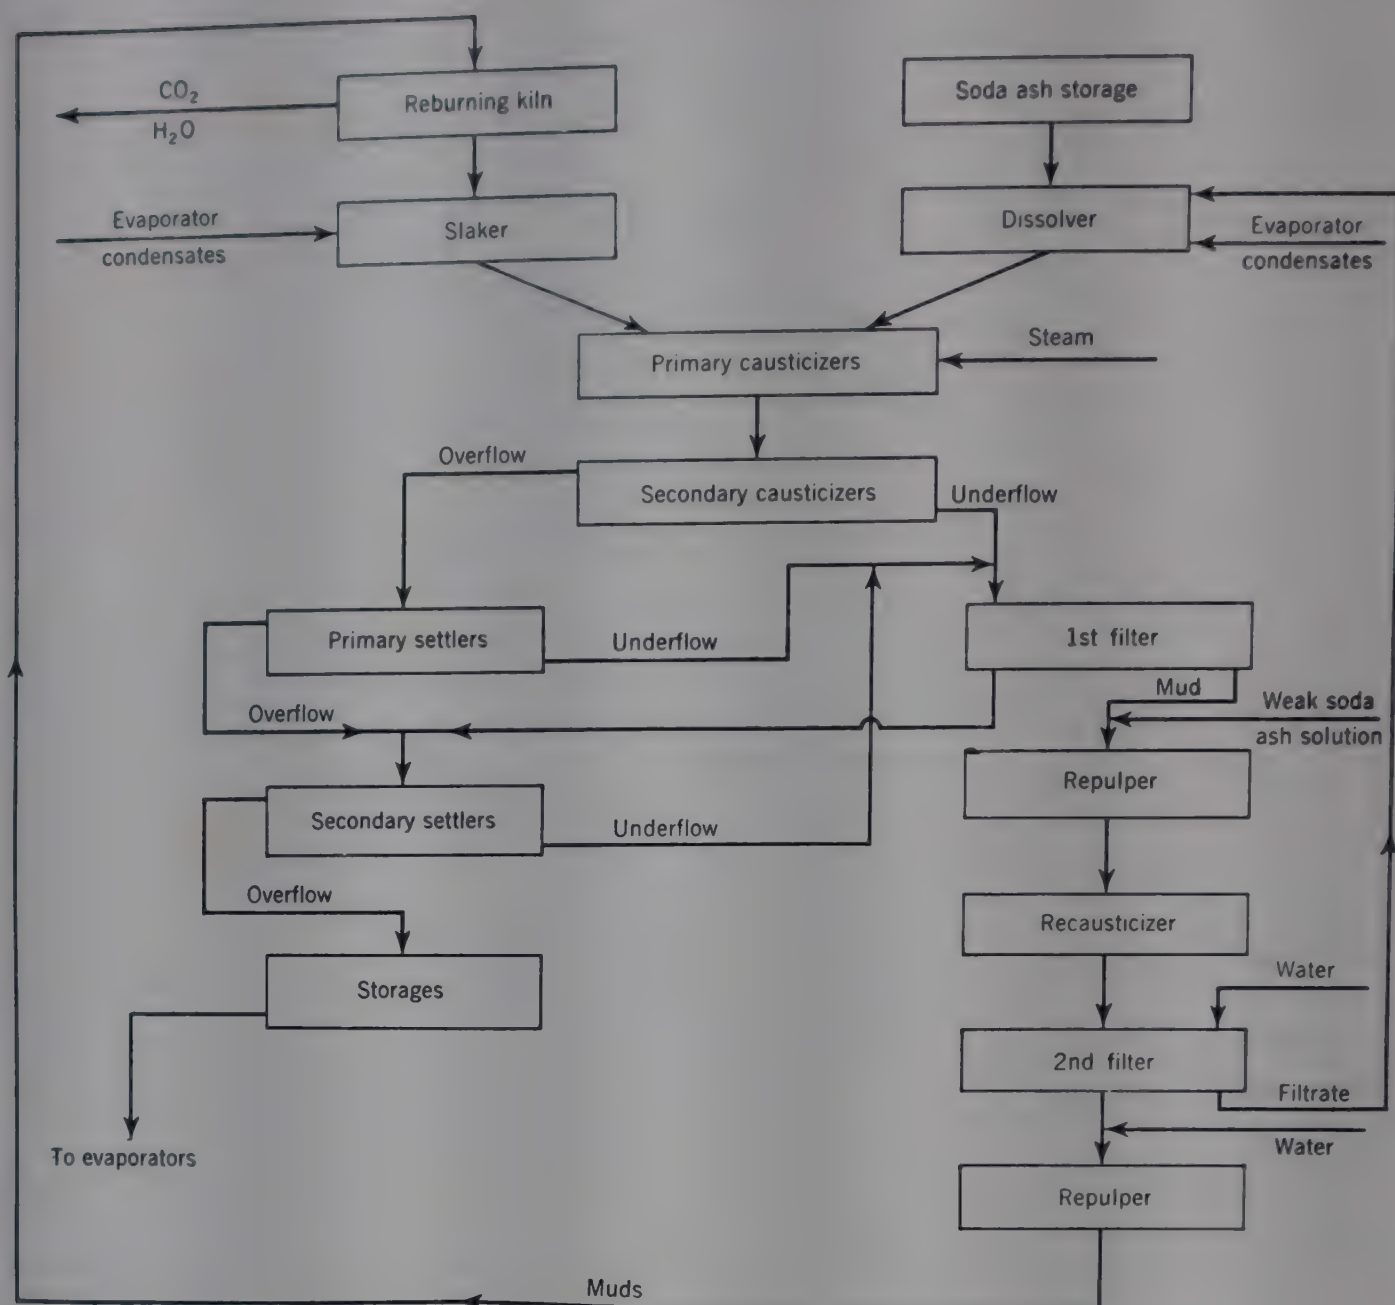 CO₂
H₂O
Reburning kiln
Soda ash storage
Evaporator
condensates
Slaker
Dissolver
Evaporator
condensates
Primary causticizers
Steam
Overflow
Secondary causticizers
Underflow
Primary settlers
Underflow
1st filter
Mud
Overflow
Weak soda
ash solution
Repulper
Secondary settlers
Underflow
Overflow
Recausticizer
Storages
Water
2nd filter
Filtrate
To evaporators
Water
Repulper
Muds